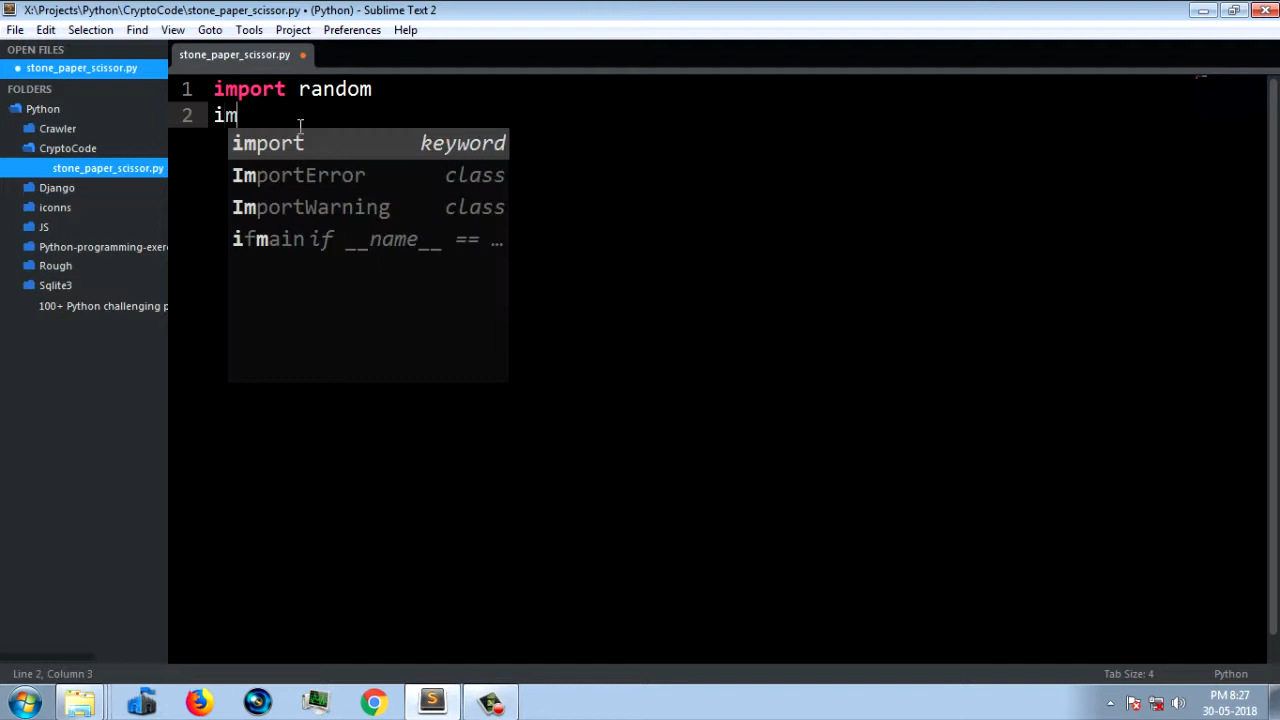 X:\Projects\Python\CryptoCode\stone_paper_scissor.py • (Python) - Sublime Text 2
File Edit Selection Find View Goto Tools Project Preferences Help
OPEN FILES
stone_paper_scissor.py
FOLDERS
Python
Crawler
CryptoCode
stone_paper_scissor.py
Django
iconns
JS
Python-programming-exer
Rough
Sqlite3
100+ Python challenging p
stone_paper_scissor.py
1 import random
2 im
import keyword
ImportError class
ImportWarning class
ifmain if __name__ == …
Line 2, Column 3
Tab Size: 4
Python
PM 8:27
30-05-2018